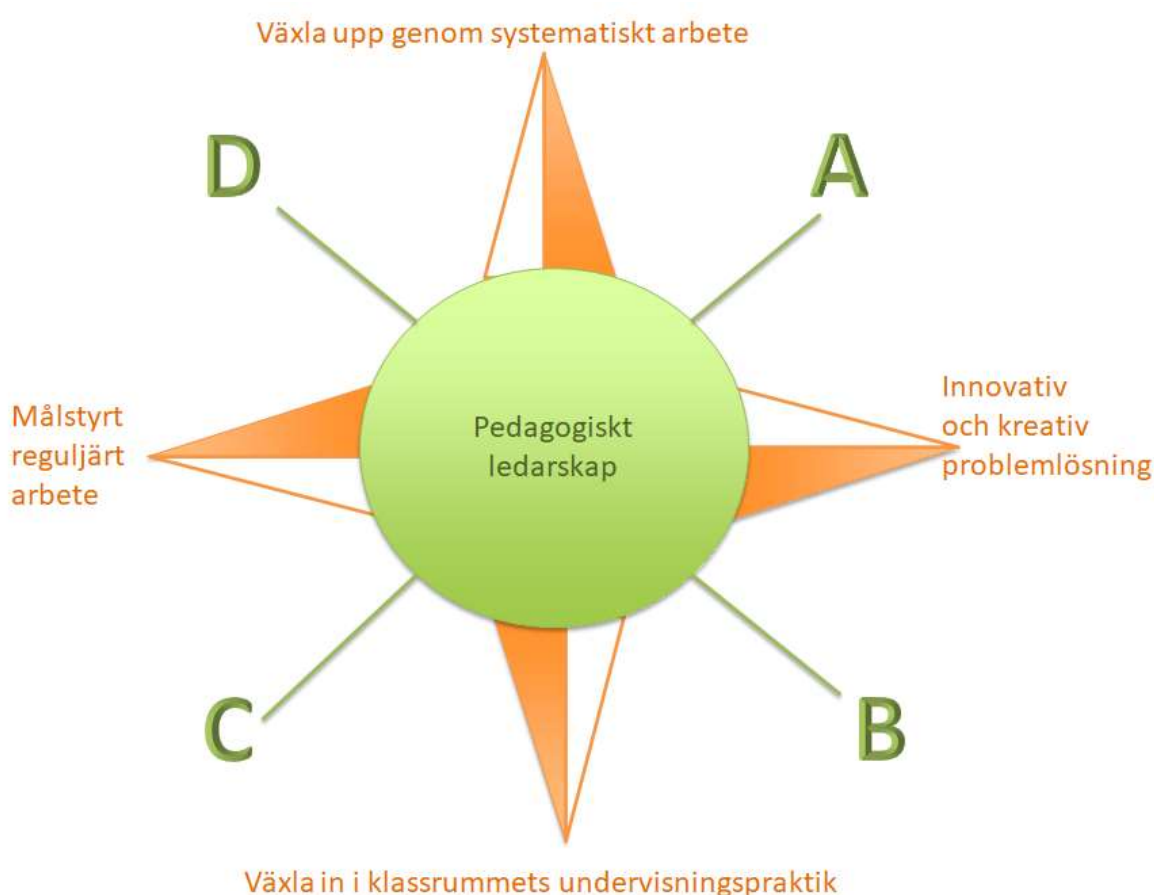 Växla upp genom systematiskt arbete
D
A
Målstyrt
reguljärt
arbete
Pedagogiskt
ledarskap
Innovativ
och kreativ
problemlösning
C
B
Växla in i klassrummets undervisningspraktik